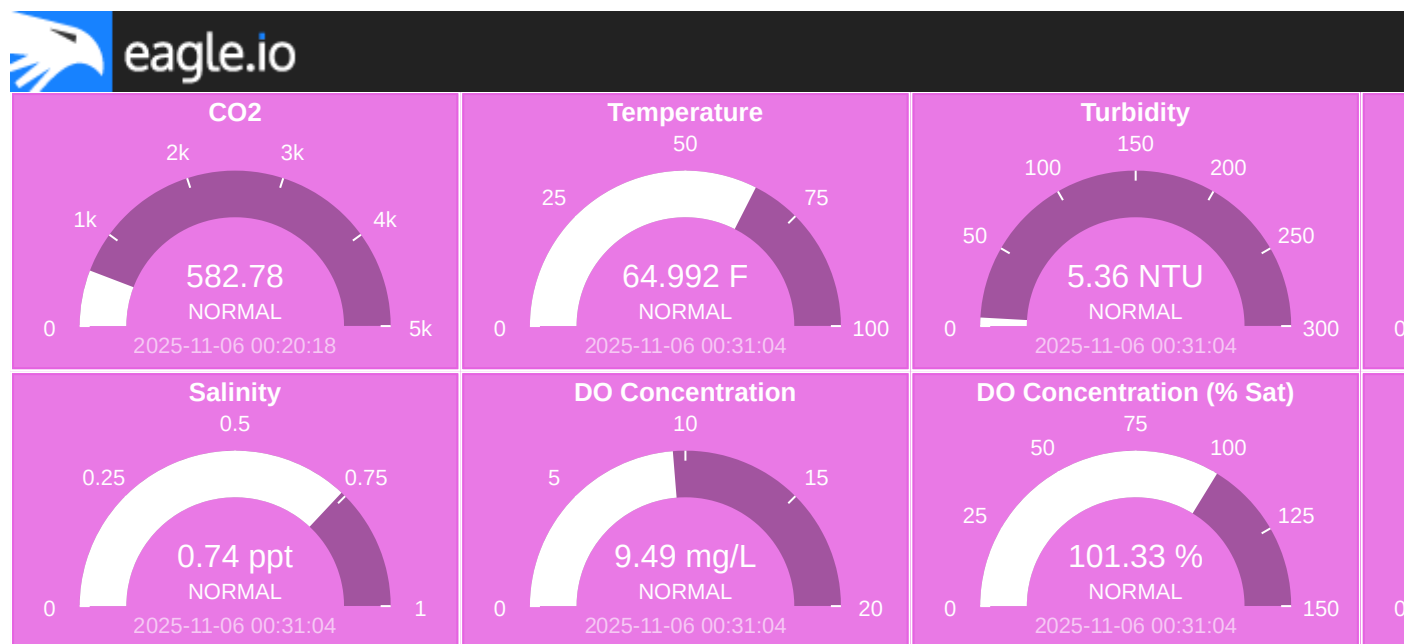 eagle.io
CO2
2k
3k
1k
4k
582.78
NORMAL
0
5k
2025-11-06 00:20:18
Temperature
50
25
75
64.992 F
NORMAL
0
100
2025-11-06 00:31:04
Turbidity
150
100
200
50
250
5.36 NTU
NORMAL
0
300
2025-11-06 00:31:04
0
Salinity
0.5
0.25
0.75
0.74 ppt
NORMAL
0
1
2025-11-06 00:31:04
DO Concentration
10
5
15
9.49 mg/L
NORMAL
0
20
2025-11-06 00:31:04
DO Concentration (% Sat)
75
50
100
25
125
101.33 %
NORMAL
0
150
2025-11-06 00:31:04
0